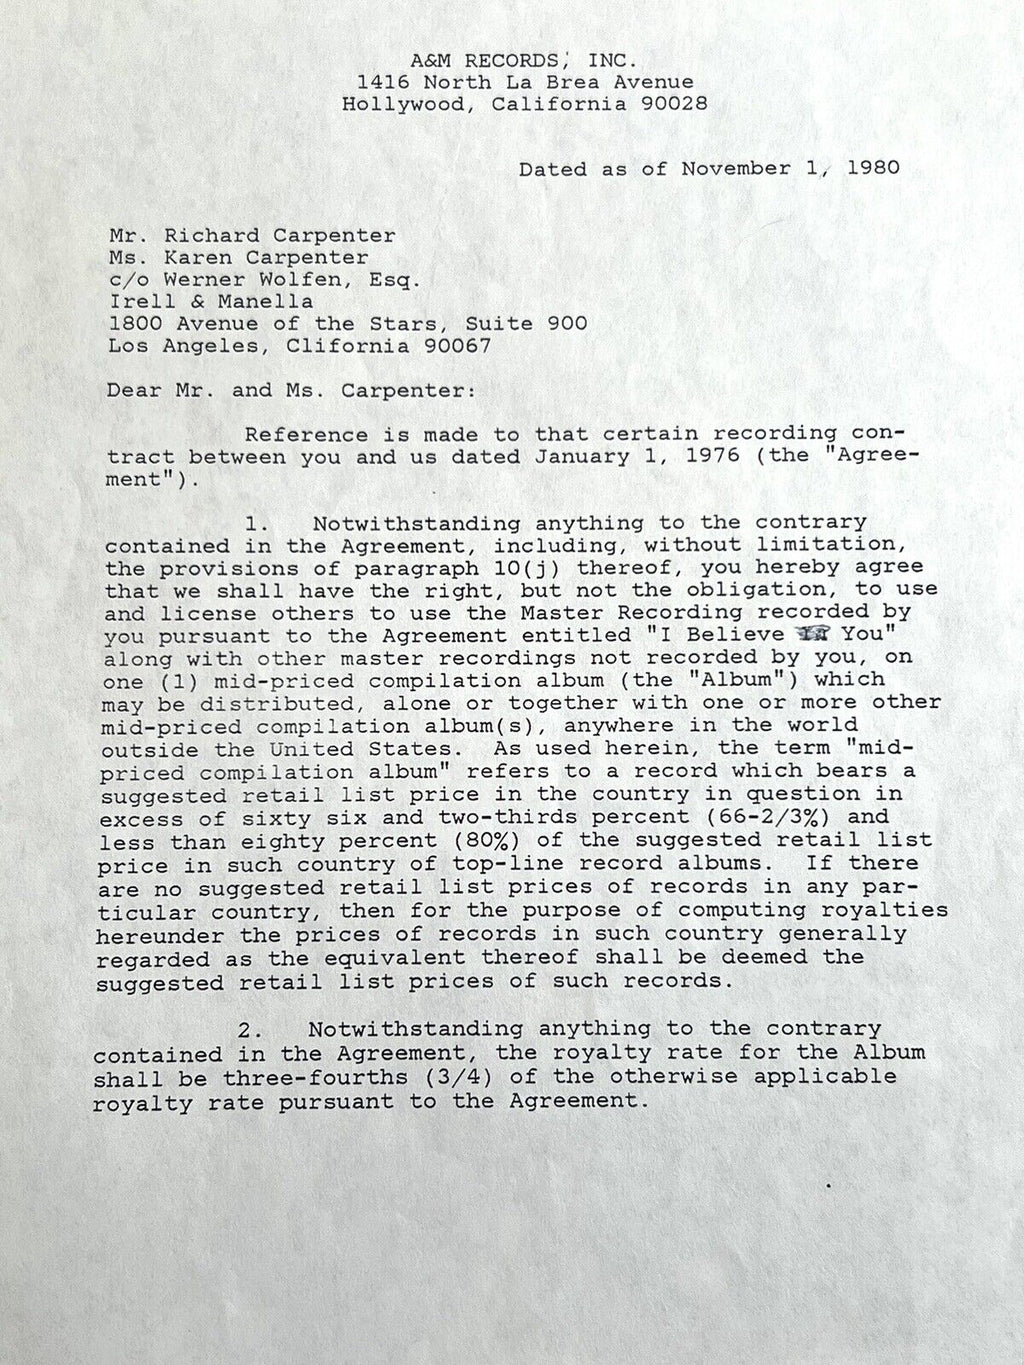 A&M RECORDS, INC.
1416 North La Brea Avenue
Hollywood, California 90028
Dated as of November 1, 1980
Mr. Richard Carpenter
Ms. Karen Carpenter
c/o Werner Wolfen, Esq.
Irell & Manella
1800 Avenue of the Stars, Suite 900
Los Angeles, Clifornia 90067
Dear Mr. and Ms. Carpenter:
Reference is made to that certain recording con-
tract between you and us dated January 1, 1976 (the "Agree-
ment").
1. Notwithstanding anything to the contrary
contained in the Agreement, including, without limitation,
the provisions of paragraph 10(j) thereof, you hereby agree
that we shall have the right, but not the obligation, to use
and license others to use the Master Recording recorded by
you pursuant to the Agreement entitled "I Believe You"
along with other master recordings not recorded by you, on
one (1) mid-priced compilation album (the "Album") which
may be distributed, alone or together with one or more other
mid-priced compilation album(s), anywhere in the world
outside the United States. As used herein, the term "mid-
priced compilation album" refers to a record which bears a
suggested retail list price in the country in question in
excess of sixty six and two-thirds percent (66-2/3%) and
less than eighty percent (80%) of the suggested retail list
price in such country of top-line record albums. If there
are no suggested retail list prices of records in any par-
ticular country, then for the purpose of computing royalties
hereunder the prices of records in such country generally
regarded as the equivalent thereof shall be deemed the
suggested retail list prices of such records.
2. Notwithstanding anything to the contrary
contained in the Agreement, the royalty rate for the Album
shall be three-fourths (3/4) of the otherwise applicable
royalty rate pursuant to the Agreement.